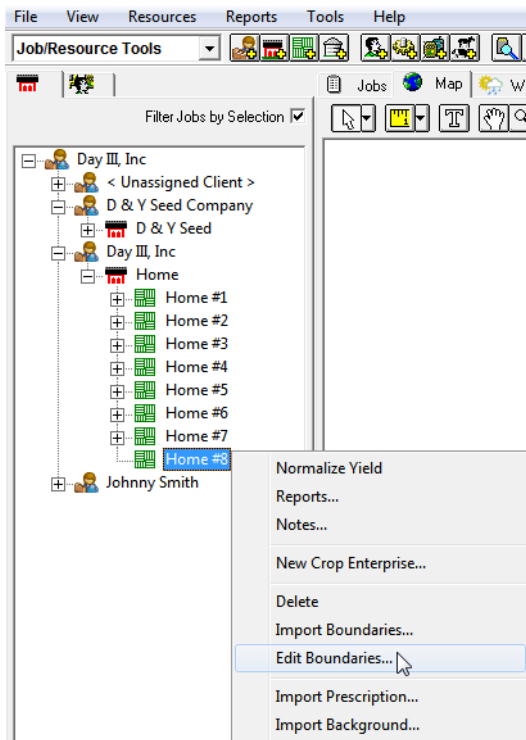 File View Resources Reports Tools Help
Job/Resource Tools
Jobs Map W
Filter Jobs by Selection
T
Day III, Inc
< Unassigned Client >
D & Y Seed Company
D & Y Seed
Day III, Inc
Home
Home #1
Home #2
Home #3
Home #4
Home #5
Home #6
Home #7
Home #8
Johnny Smith
Normalize Yield
Reports...
Notes...
New Crop Enterprise...
Delete
Import Boundaries...
Edit Boundaries...
Import Prescription...
Import Background...